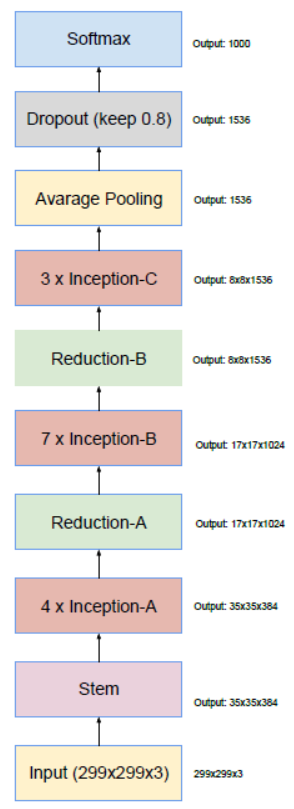 Softmax
Output: 1000
Dropout (keep 0.8)
Output: 1536
Avarage Pooling
Output: 1536
3 x Inception-C
Output: 8x8x1536
Reduction-B
Output: 8x8x1536
7 x Inception-B
Output: 17x17x1024
Reduction-A
Output: 17x17x1024
4 x Inception-A
Output: 35x35x384
Stem
Output: 35x35x384
Input (299x299x3)
299x299x3